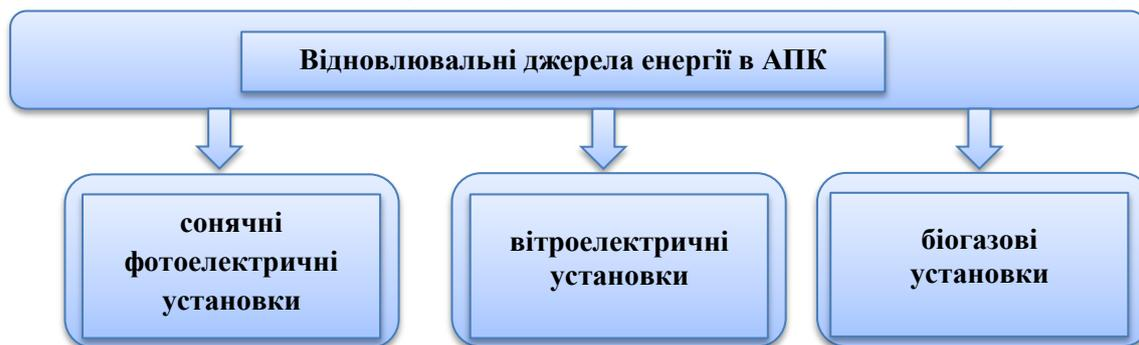 Відновлювальні джерела енергії в АПК
сонячні
фотоелектричні
установки
вітроелектричні
установки
біогазові
установки